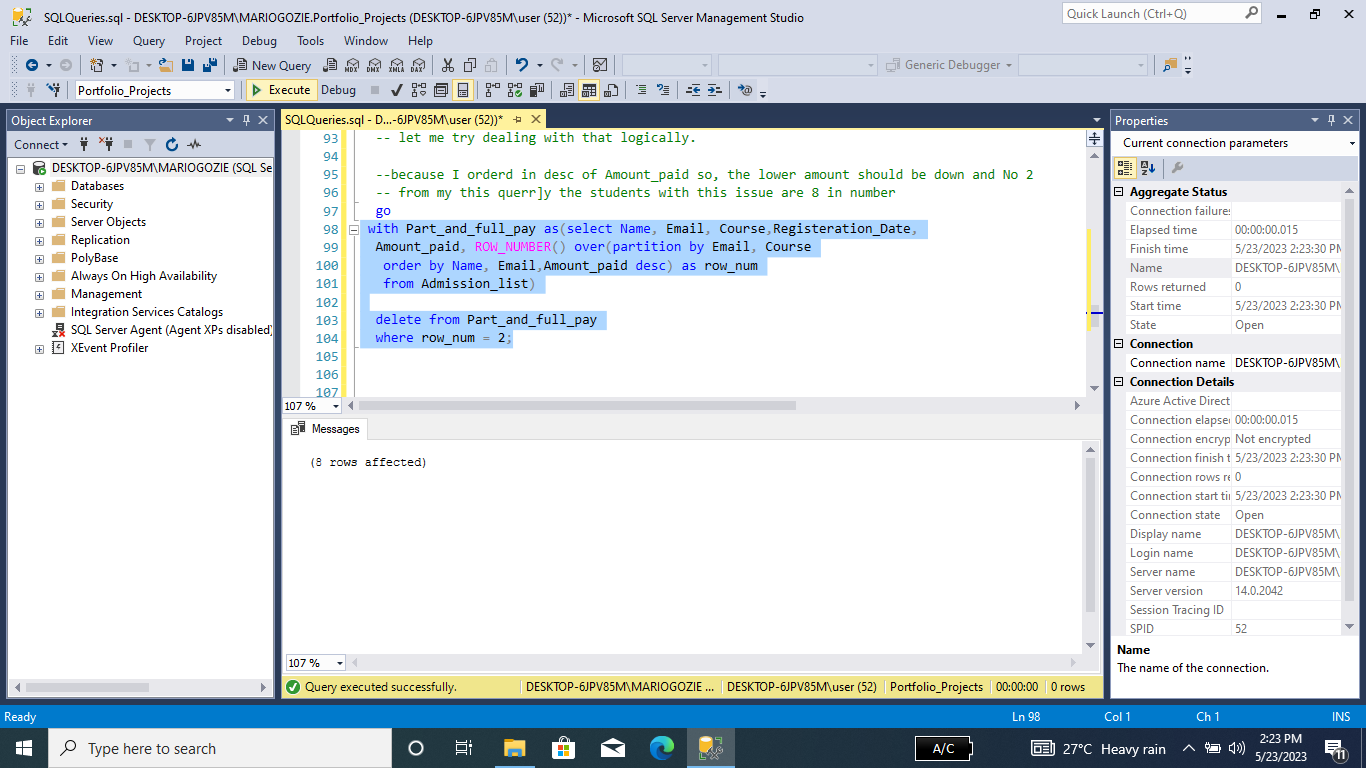 SQLQueries.sql - DESKTOP-6JPV85M\MARIOGOZIE.Portfolio_Projects (DESKTOP-6JPV85M\user (52))* - Microsoft SQL Server Management Studio
Quick Launch (Ctrl+Q)
File Edit View Query Project Debug Tools Window Help
New Query MDX DMX XMLA DAX Generic Debugger
Portfolio_Projects Execute Debug
Object Explorer
Connect
DESKTOP-6JPV85M\MARIOGOZIE (SQL Se
Databases
Security
Server Objects
Replication
PolyBase
Always On High Availability
Management
Integration Services Catalogs
SQL Server Agent (Agent XPs disabled)
XEvent Profiler
SQLQueries.sql - D...-6JPV85M\user (52))*
93 -- let me try dealing with that logically.
94
95 --because I orderd in desc of Amount_paid so, the lower amount should be down and No 2
96 -- from my this querr]y the students with this issue are 8 in number
97 go
98 with Part_and_full_pay as(select Name, Email, Course,Registeration_Date,
99 Amount_paid, ROW_NUMBER() over(partition by Email, Course
100 order by Name, Email,Amount_paid desc) as row_num
101 from Admission_list)
102
103 delete from Part_and_full_pay
104 where row_num = 2;
105
106
107
107 %
Messages
(8 rows affected)
107 %
Query executed successfully. DESKTOP-6JPV85M\MARIOGOZIE ... DESKTOP-6JPV85M\user (52) Portfolio_Projects 00:00:00 0 rows
Properties
Current connection parameters
Aggregate Status
Connection failures
Elapsed time 00:00:00.015
Finish time 5/23/2023 2:23:30 PM
Name DESKTOP-6JPV85M\
Rows returned 0
Start time 5/23/2023 2:23:30 PM
State Open
Connection
Connection name DESKTOP-6JPV85M\
Connection Details
Azure Active Direct
Connection elapse 00:00:00.015
Connection encryp Not encrypted
Connection finish t 5/23/2023 2:23:30 PM
Connection rows re 0
Connection start tin 5/23/2023 2:23:30 PM
Connection state Open
Display name DESKTOP-6JPV85M\
Login name DESKTOP-6JPV85M\
Server name DESKTOP-6JPV85M\
Server version 14.0.2042
Session Tracing ID
SPID 52
Name
The name of the connection.
Ready Ln 98 Col 1 Ch 1 INS
Type here to search
A/C
27°C Heavy rain
2:23 PM
5/23/2023
11